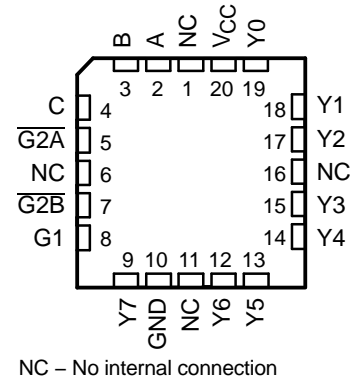 B A NC VCC Y0
3 2 1 20 19
C 4 18 Y1
G2A 5 17 Y2
NC 6 16 NC
G2B 7 15 Y3
G1 8 14 Y4
9 10 11 12 13
Y7 GND NC Y6 Y5
NC – No internal connection